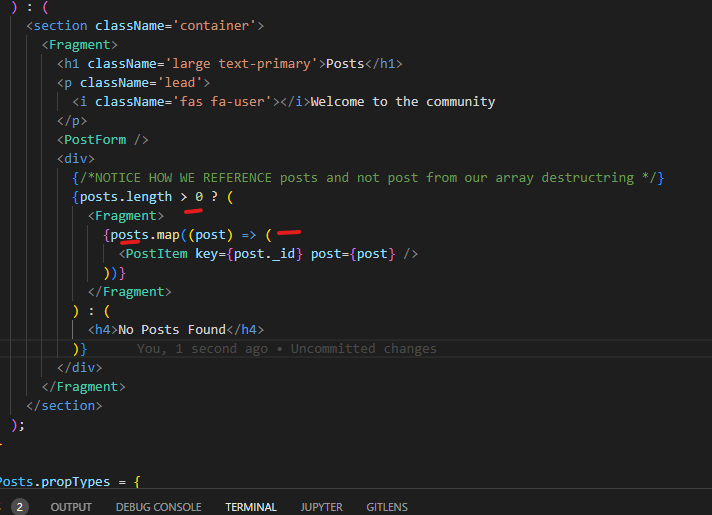 ) : (
<section className='container'>
<Fragment>
<h1 className='large text-primary'>Posts</h1>
<p className='lead'>
<i className='fas fa-user'></i>Welcome to the community
</p>
<PostForm />
<div>
{/*NOTICE HOW WE REFERENCE posts and not post from our array destructring */}
{posts.length > 0 ? (
<Fragment>
{posts.map((post) => (
<PostItem key={post._id} post={post} />
))}
</Fragment>
) : (
<h4>No Posts Found</h4>
)} You, 1 second ago • Uncommitted changes
</div>
</Fragment>
</section>
);
Posts.propTypes = {
2 OUTPUT DEBUG CONSOLE TERMINAL JUPYTER GITLENS